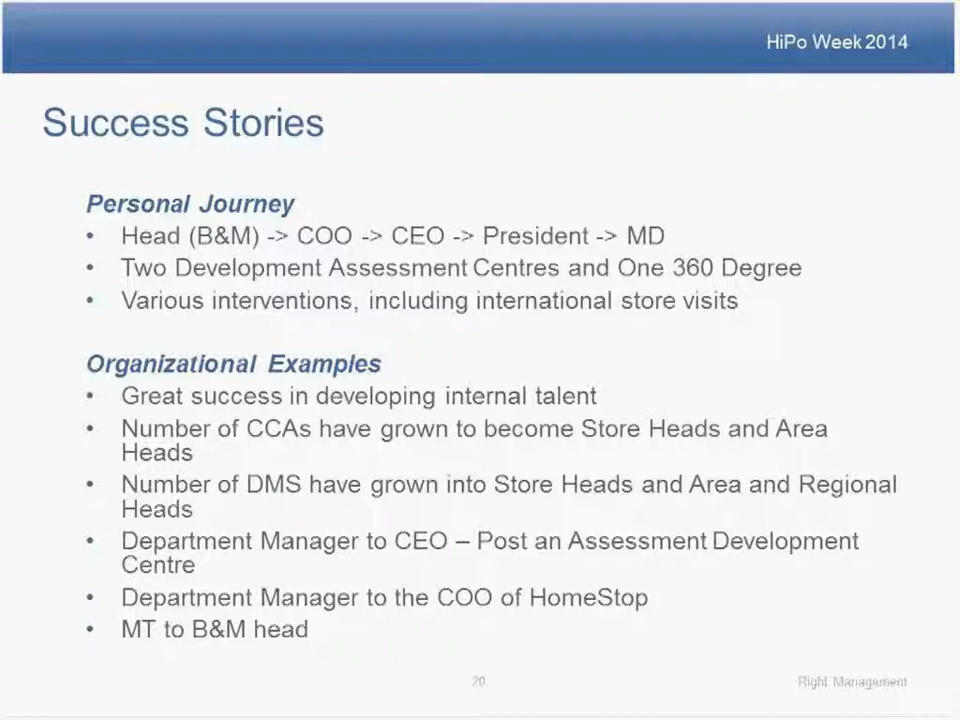 HiPo Week 2014
Success Stories
Personal Journey
• Head (B&M) -> COO -> CEO -> President -> MD
• Two Development Assessment Centres and One 360 Degree
• Various interventions, including international store visits
Organizational Examples
• Great success in developing internal talent
• Number of CCAs have grown to become Store Heads and Area
Heads
• Number of DMS have grown into Store Heads and Area and Regional
Heads
• Department Manager to CEO – Post an Assessment Development
Centre
• Department Manager to the COO of HomeStop
• MT to B&M head
20
Right Management